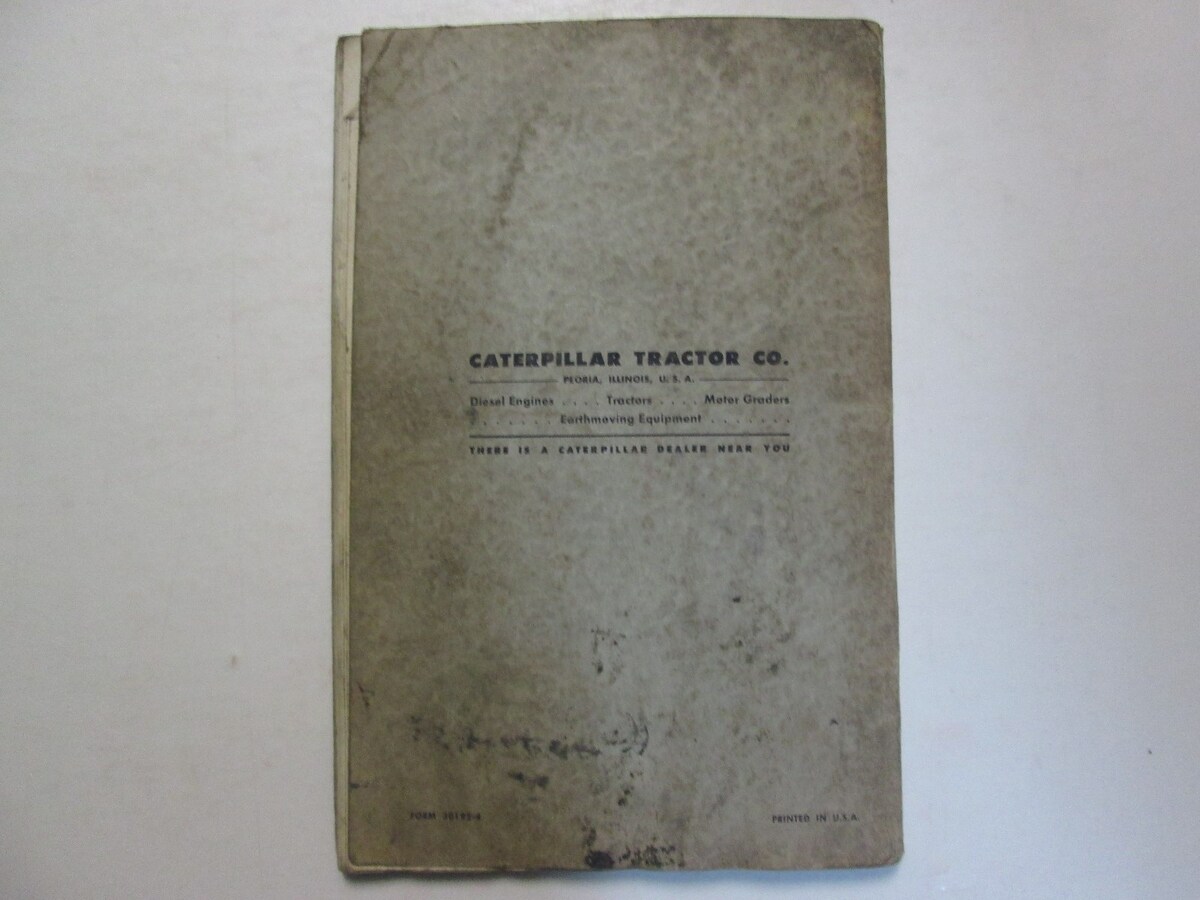 CATERPILLAR TRACTOR CO.
PEORIA, ILLINOIS, U. S. A.
Diesel Engines . . . . Tractors . . . . Motor Graders
. . . . . . . Earthmoving Equipment . . . . . . .
THERE IS A CATERPILLAR DEALER NEAR YOU
FORM
PRINTED IN U.S.A.